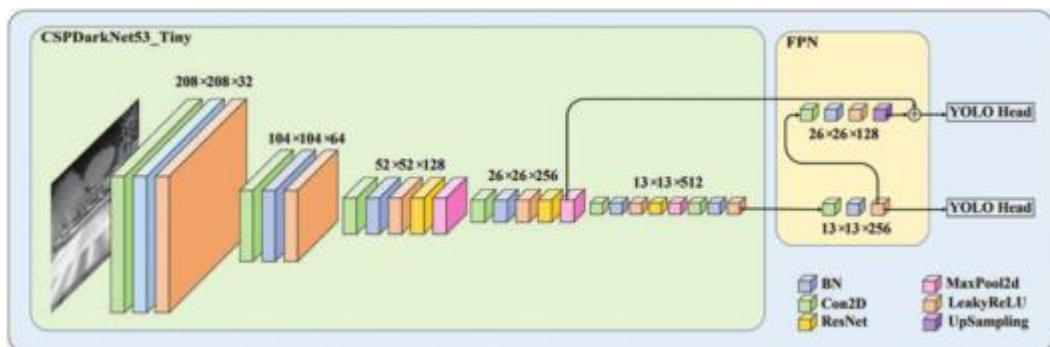 CSPDarkNet53_Tiny
FPN
208×208×32
104×104×64
52×52×128
26×26×256
13×13×512
26×26×128
YOLO Head
YOLO Head
13×13×256
BN
MaxPool2d
Con2D
LeakyReLU
ResNet
UpSampling